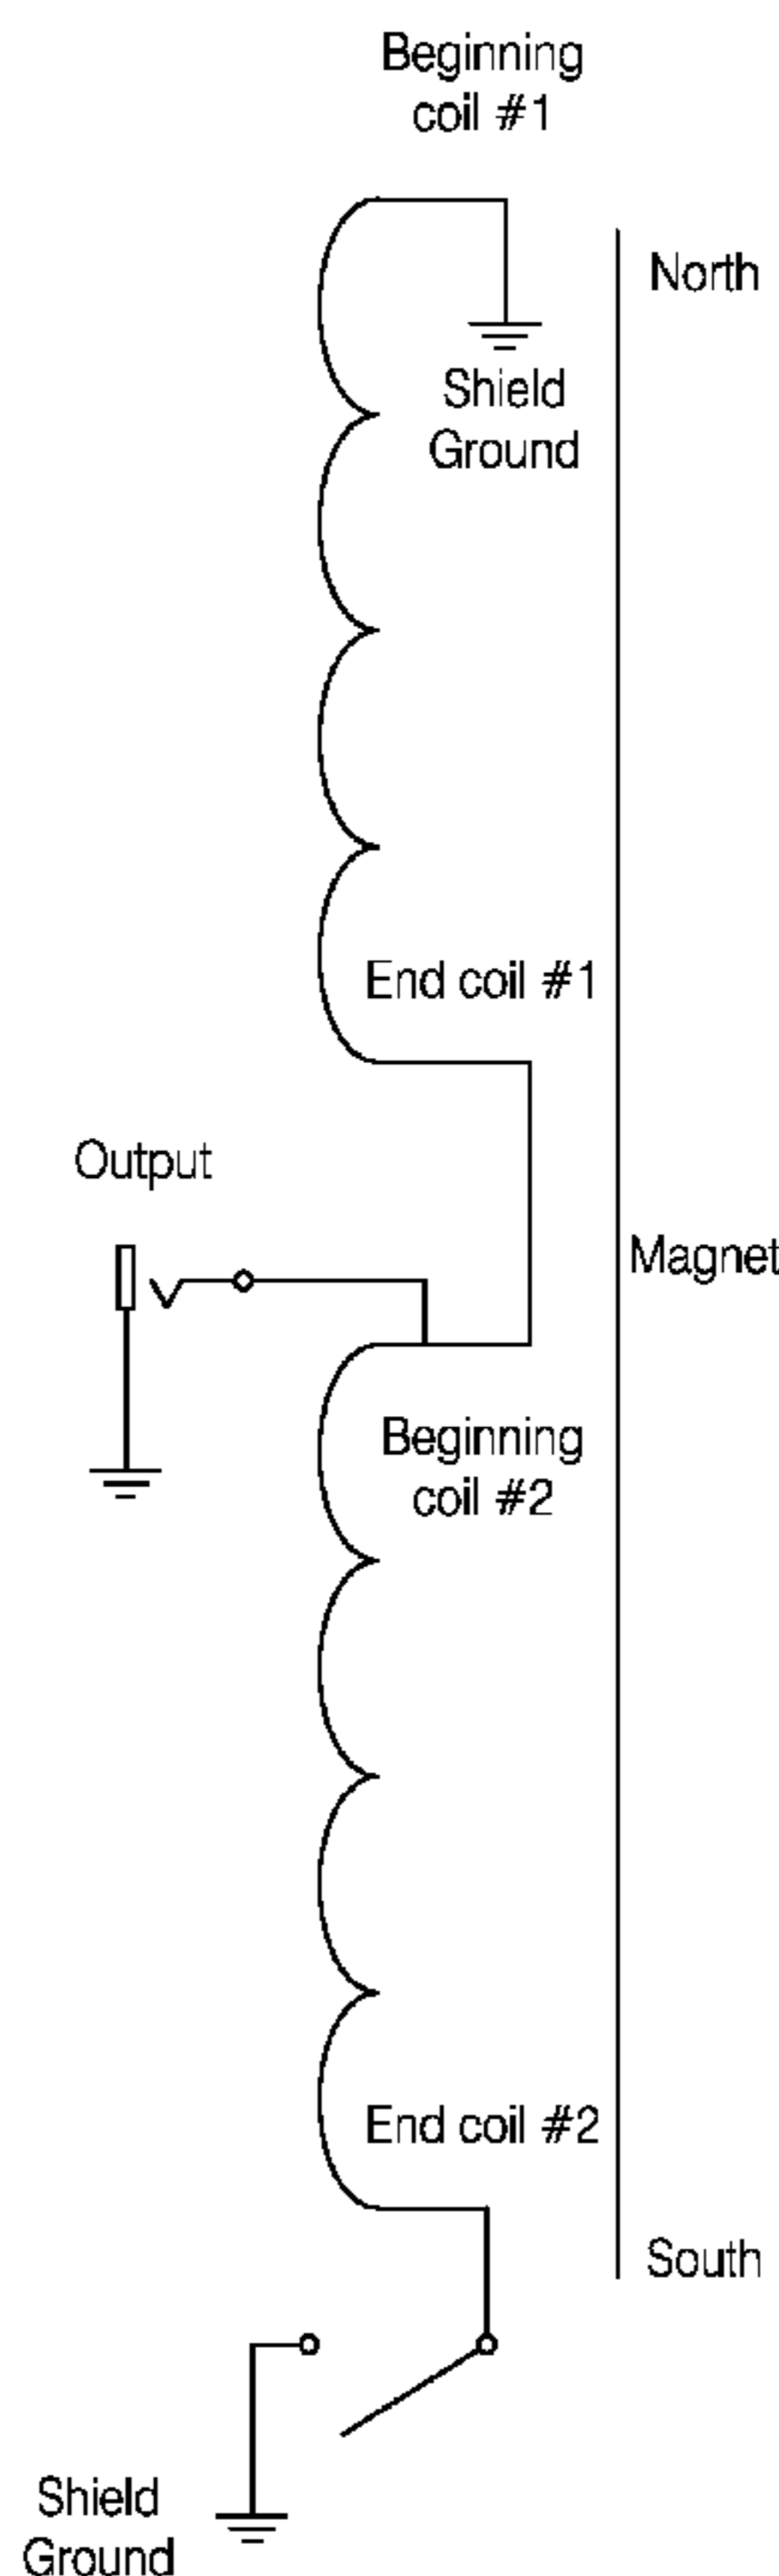 Beginning
coil #1
North
Shield
Ground
End coil #1
Output
Magnet
Beginning
coil #2
End coil #2
South
Shield
Ground